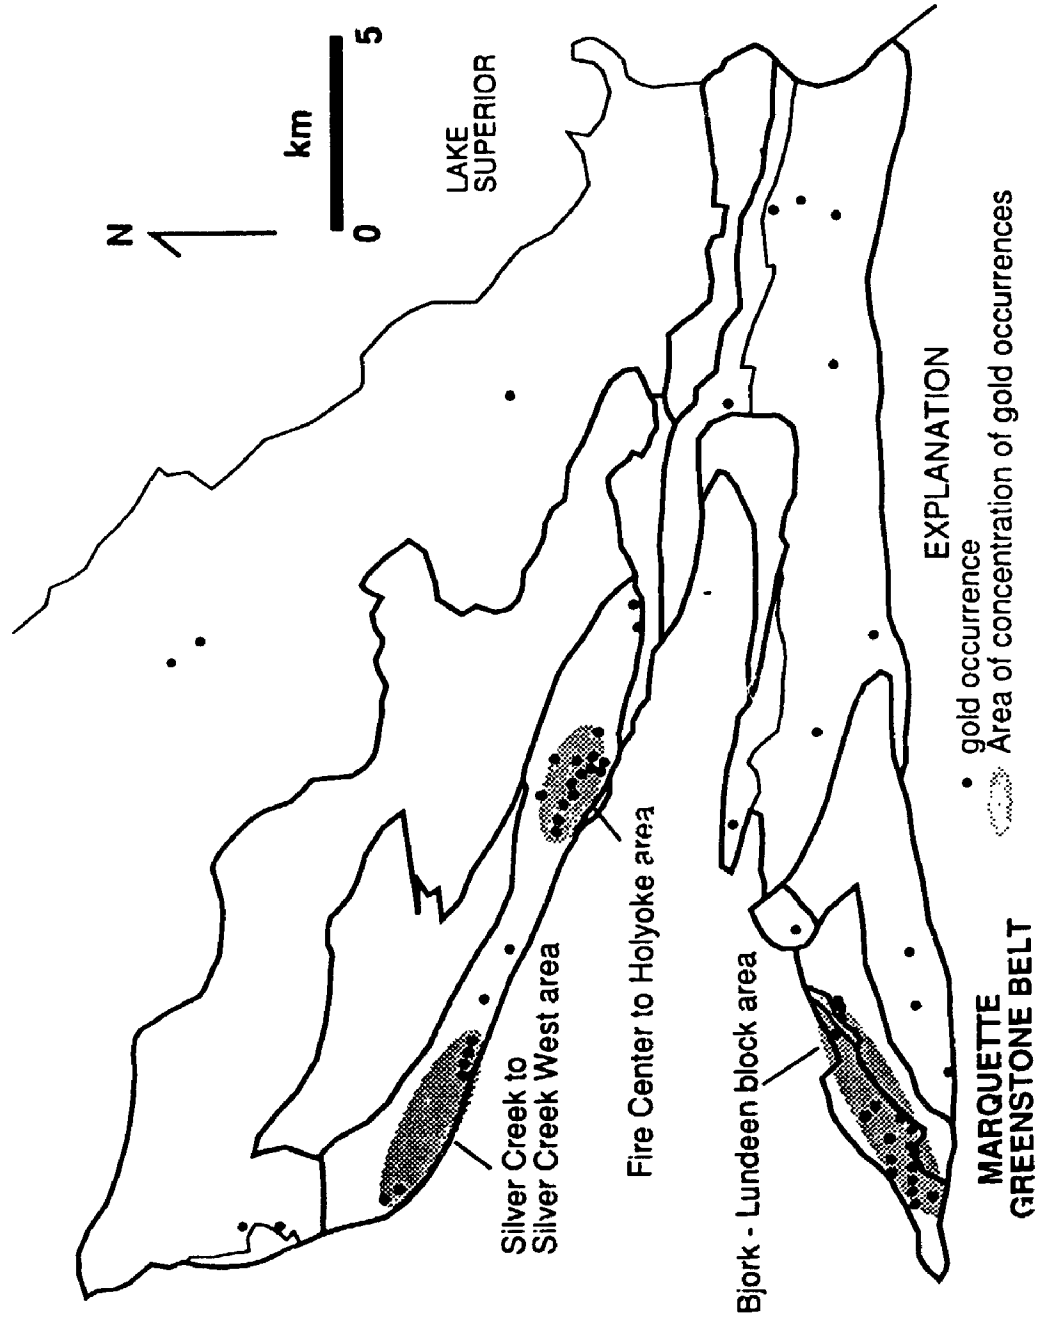 N
km
0 5
LAKE
SUPERIOR
Silver Creek to
Silver Creek West area
Fire Center to Holyoke area
Bjork - Lundeen block area
EXPLANATION
gold occurrence
Area of concentration of gold occurrences
MARQUETTE
GREENSTONE BELT